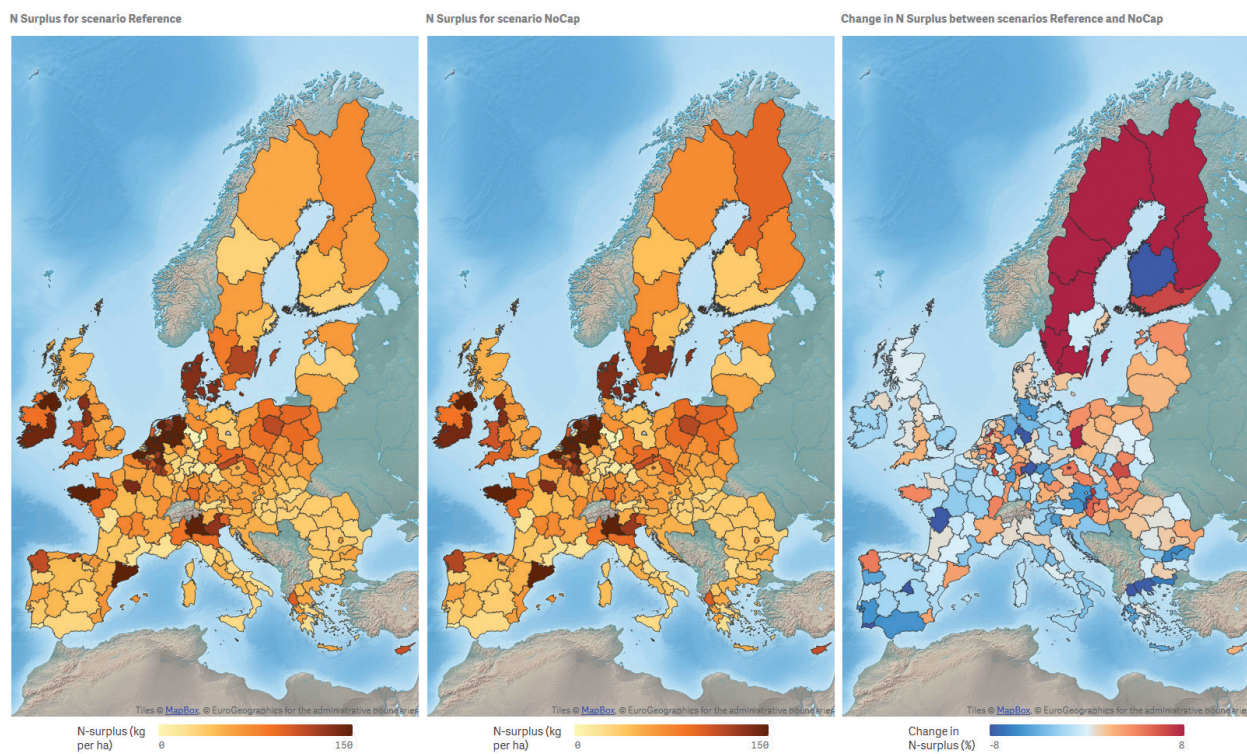 N Surplus for scenario Reference
N Surplus for scenario NoCap
Change in N Surplus between scenarios Reference and NoCap
Tiles © MapBox, © EuroGeographics for the administrative boundaries
Tiles © MapBox, © EuroGeographics for the administrative boundaries
Tiles © MapBox, © EuroGeographics for the administrative boundaries
N-surplus (kg
per ha)
0
150
N-surplus (kg
per ha)
0
150
Change in
N-surplus (%)
-8
8